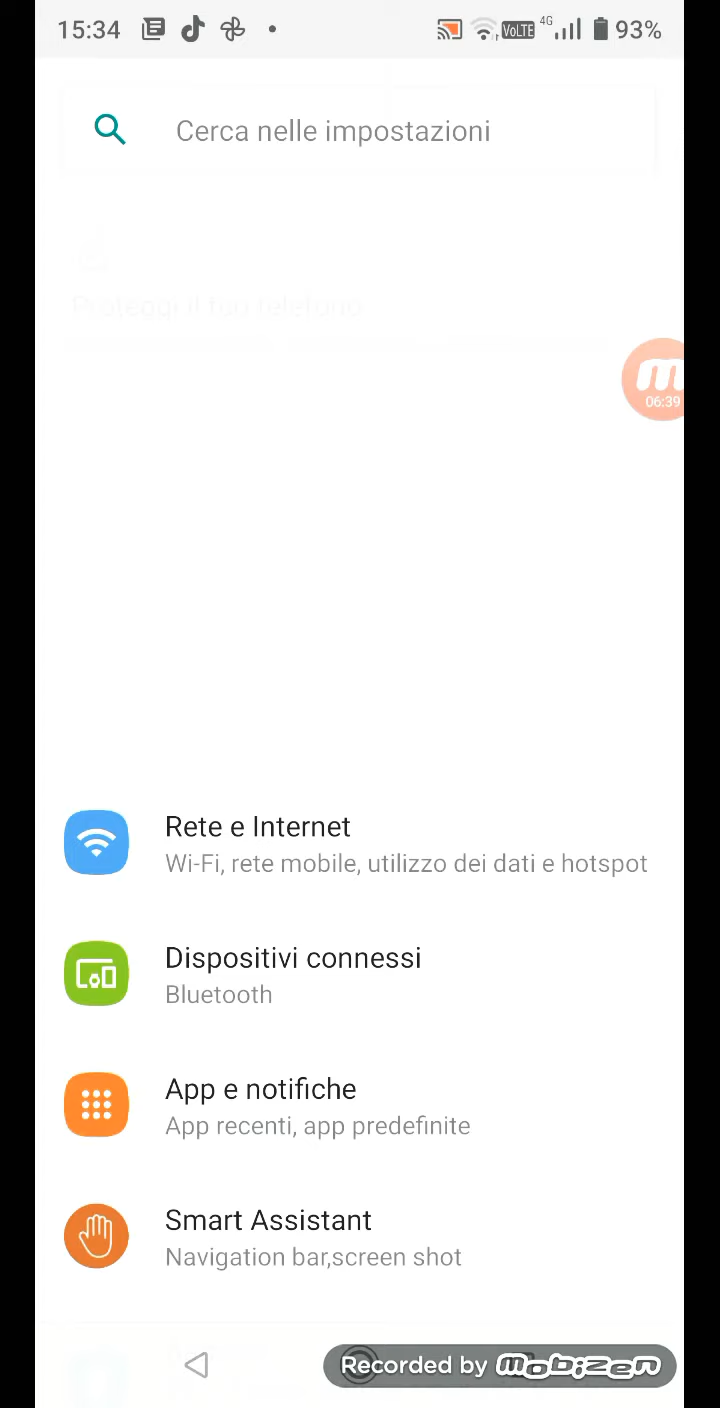 15:34 VoLTE 4G 93%
Cerca nelle impostazioni
Proteggi il tuo telefono
m
06:39
Rete e Internet
Wi-Fi, rete mobile, utilizzo dei dati e hotspot
Dispositivi connessi
Bluetooth
App e notifiche
App recenti, app predefinite
Smart Assistant
Navigation bar,screen shot
Recorded by mobizen